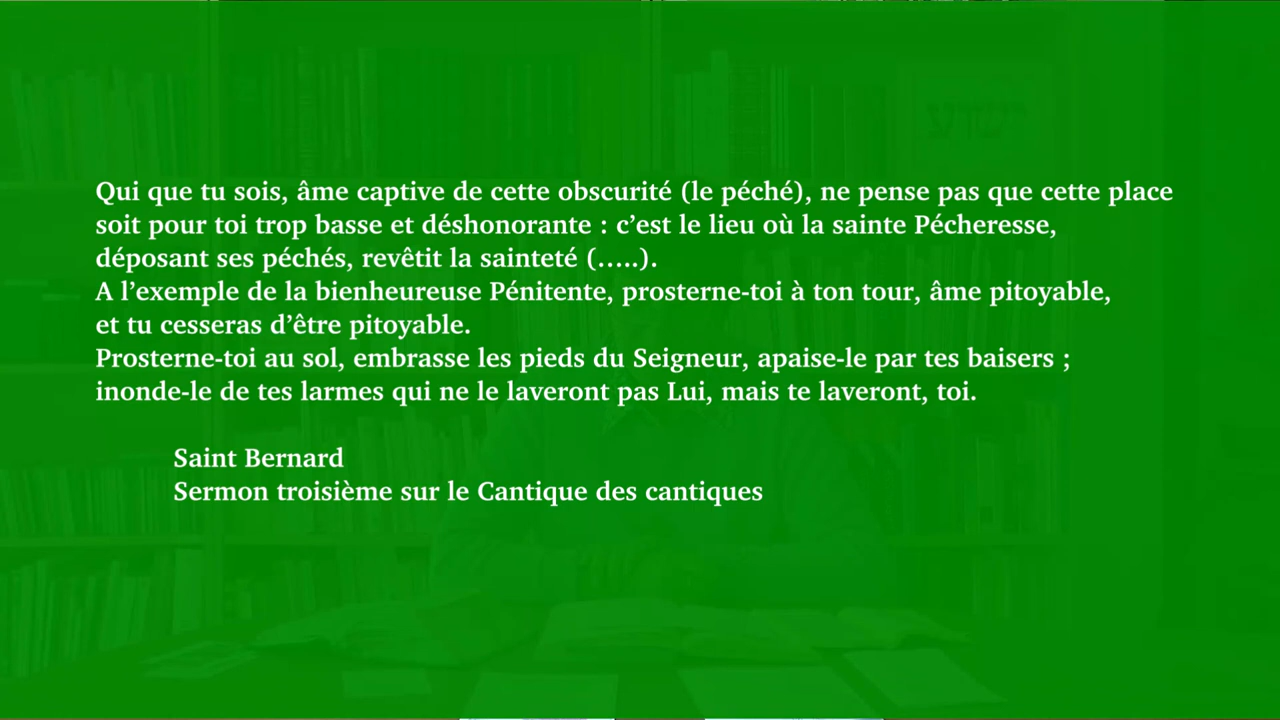 Qui que tu sois, âme captive de cette obscurité (le péché), ne pense pas que cette place
soit pour toi trop basse et déshonorante : c’est le lieu où la sainte Pécheresse,
déposant ses péchés, revêtit la sainteté (…..).
A l’exemple de la bienheureuse Pénitente, prosterne-toi à ton tour, âme pitoyable,
et tu cesseras d’être pitoyable.
Prosterne-toi au sol, embrasse les pieds du Seigneur, apaise-le par tes baisers ;
inonde-le de tes larmes qui ne le laveront pas Lui, mais te laveront, toi.
Saint Bernard
Sermon troisième sur le Cantique des cantiques